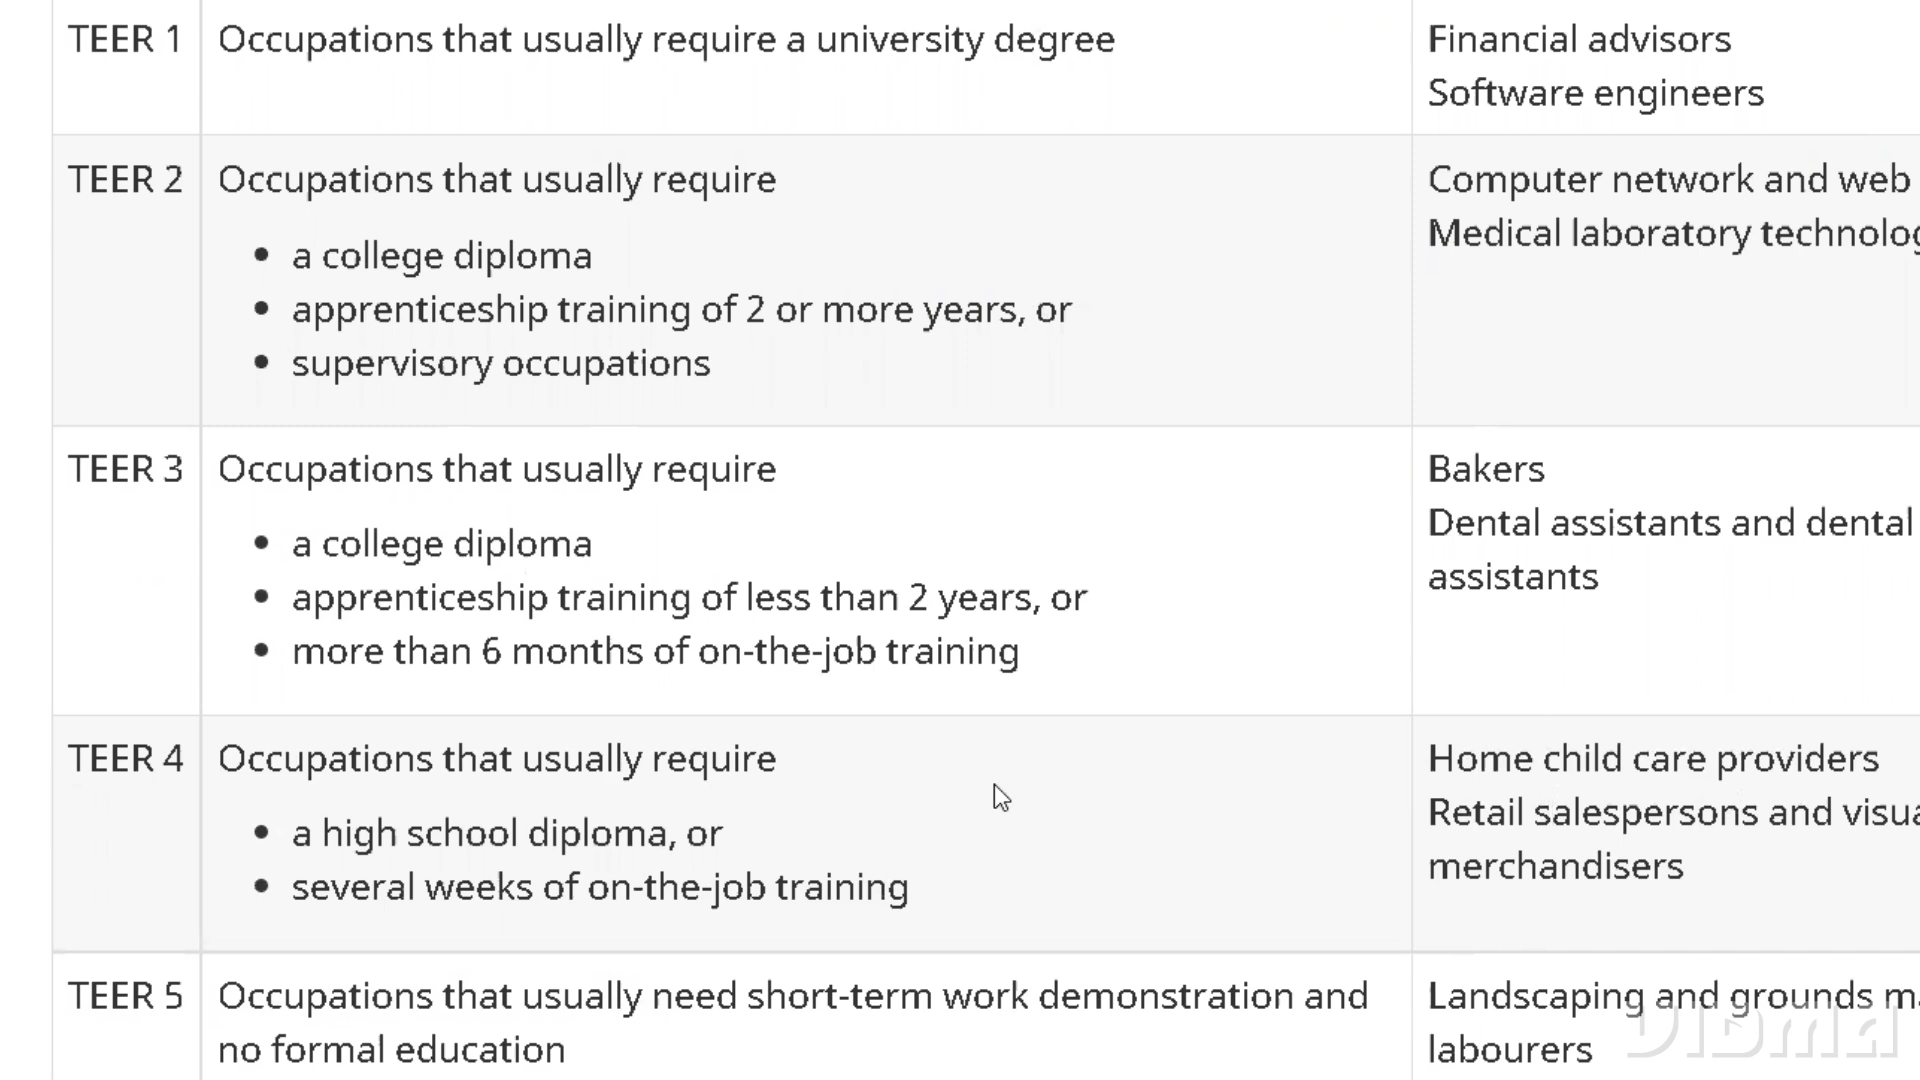 TEER 1
Occupations that usually require a university degree
Financial advisors
Software engineers
TEER 2
Occupations that usually require
• a college diploma
• apprenticeship training of 2 or more years, or
• supervisory occupations
Computer network and web
Medical laboratory
TEER 3
Occupations that usually require
• a college diploma
• apprenticeship training of less than 2 years, or
• more than 6 months of on-the-job training
Bakers
Dental assistants and dental
assistants
TEER 4
Occupations that usually require
• a high school diploma, or
• several weeks of on-the-job training
Home child care providers
Retail salespersons and
merchandisers
TEER 5
Occupations that usually need short-term work demonstration and
no formal education
Landscaping and grounds
labourers